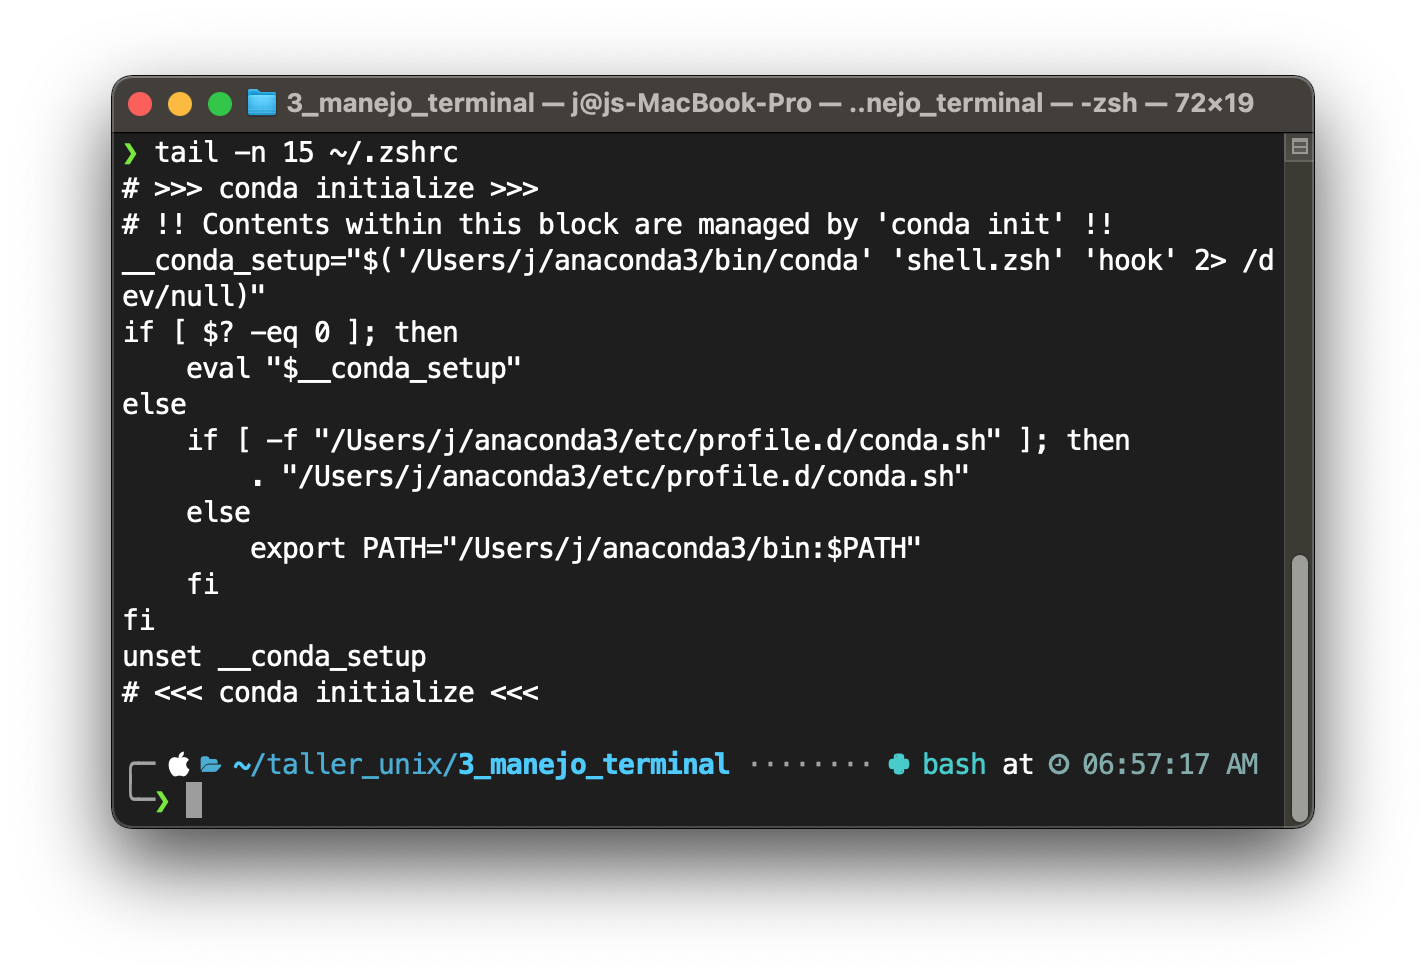 3_manejo_terminal — j@js-MacBook-Pro — ..nejo_terminal — -zsh — 72×19
❯ tail -n 15 ~/.zshrc
# >>> conda initialize >>>
# !! Contents within this block are managed by 'conda init' !!
__conda_setup="$('/Users/j/anaconda3/bin/conda' 'shell.zsh' 'hook' 2> /d
ev/null)"
if [ $? -eq 0 ]; then
    eval "$__conda_setup"
else
    if [ -f "/Users/j/anaconda3/etc/profile.d/conda.sh" ]; then
        . "/Users/j/anaconda3/etc/profile.d/conda.sh"
    else
        export PATH="/Users/j/anaconda3/bin:$PATH"
    fi
fi
unset __conda_setup
# <<< conda initialize <<<
~/taller_unix/3_manejo_terminal ········ bash at 06:57:17 AM
❯